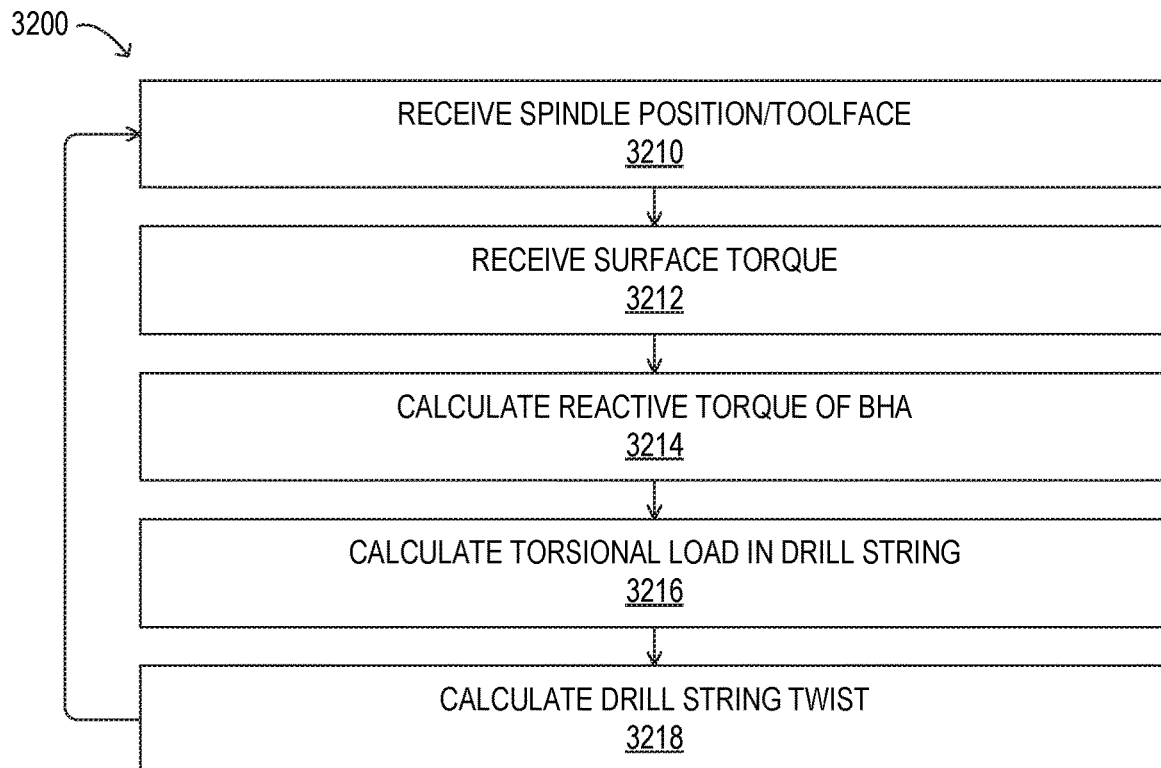 3200
RECEIVE SPINDLE POSITION/TOOLFACE
3210
RECEIVE SURFACE TORQUE
3212
CALCULATE REACTIVE TORQUE OF BHA
3214
CALCULATE TORSIONAL LOAD IN DRILL STRING
3216
CALCULATE DRILL STRING TWIST
3218